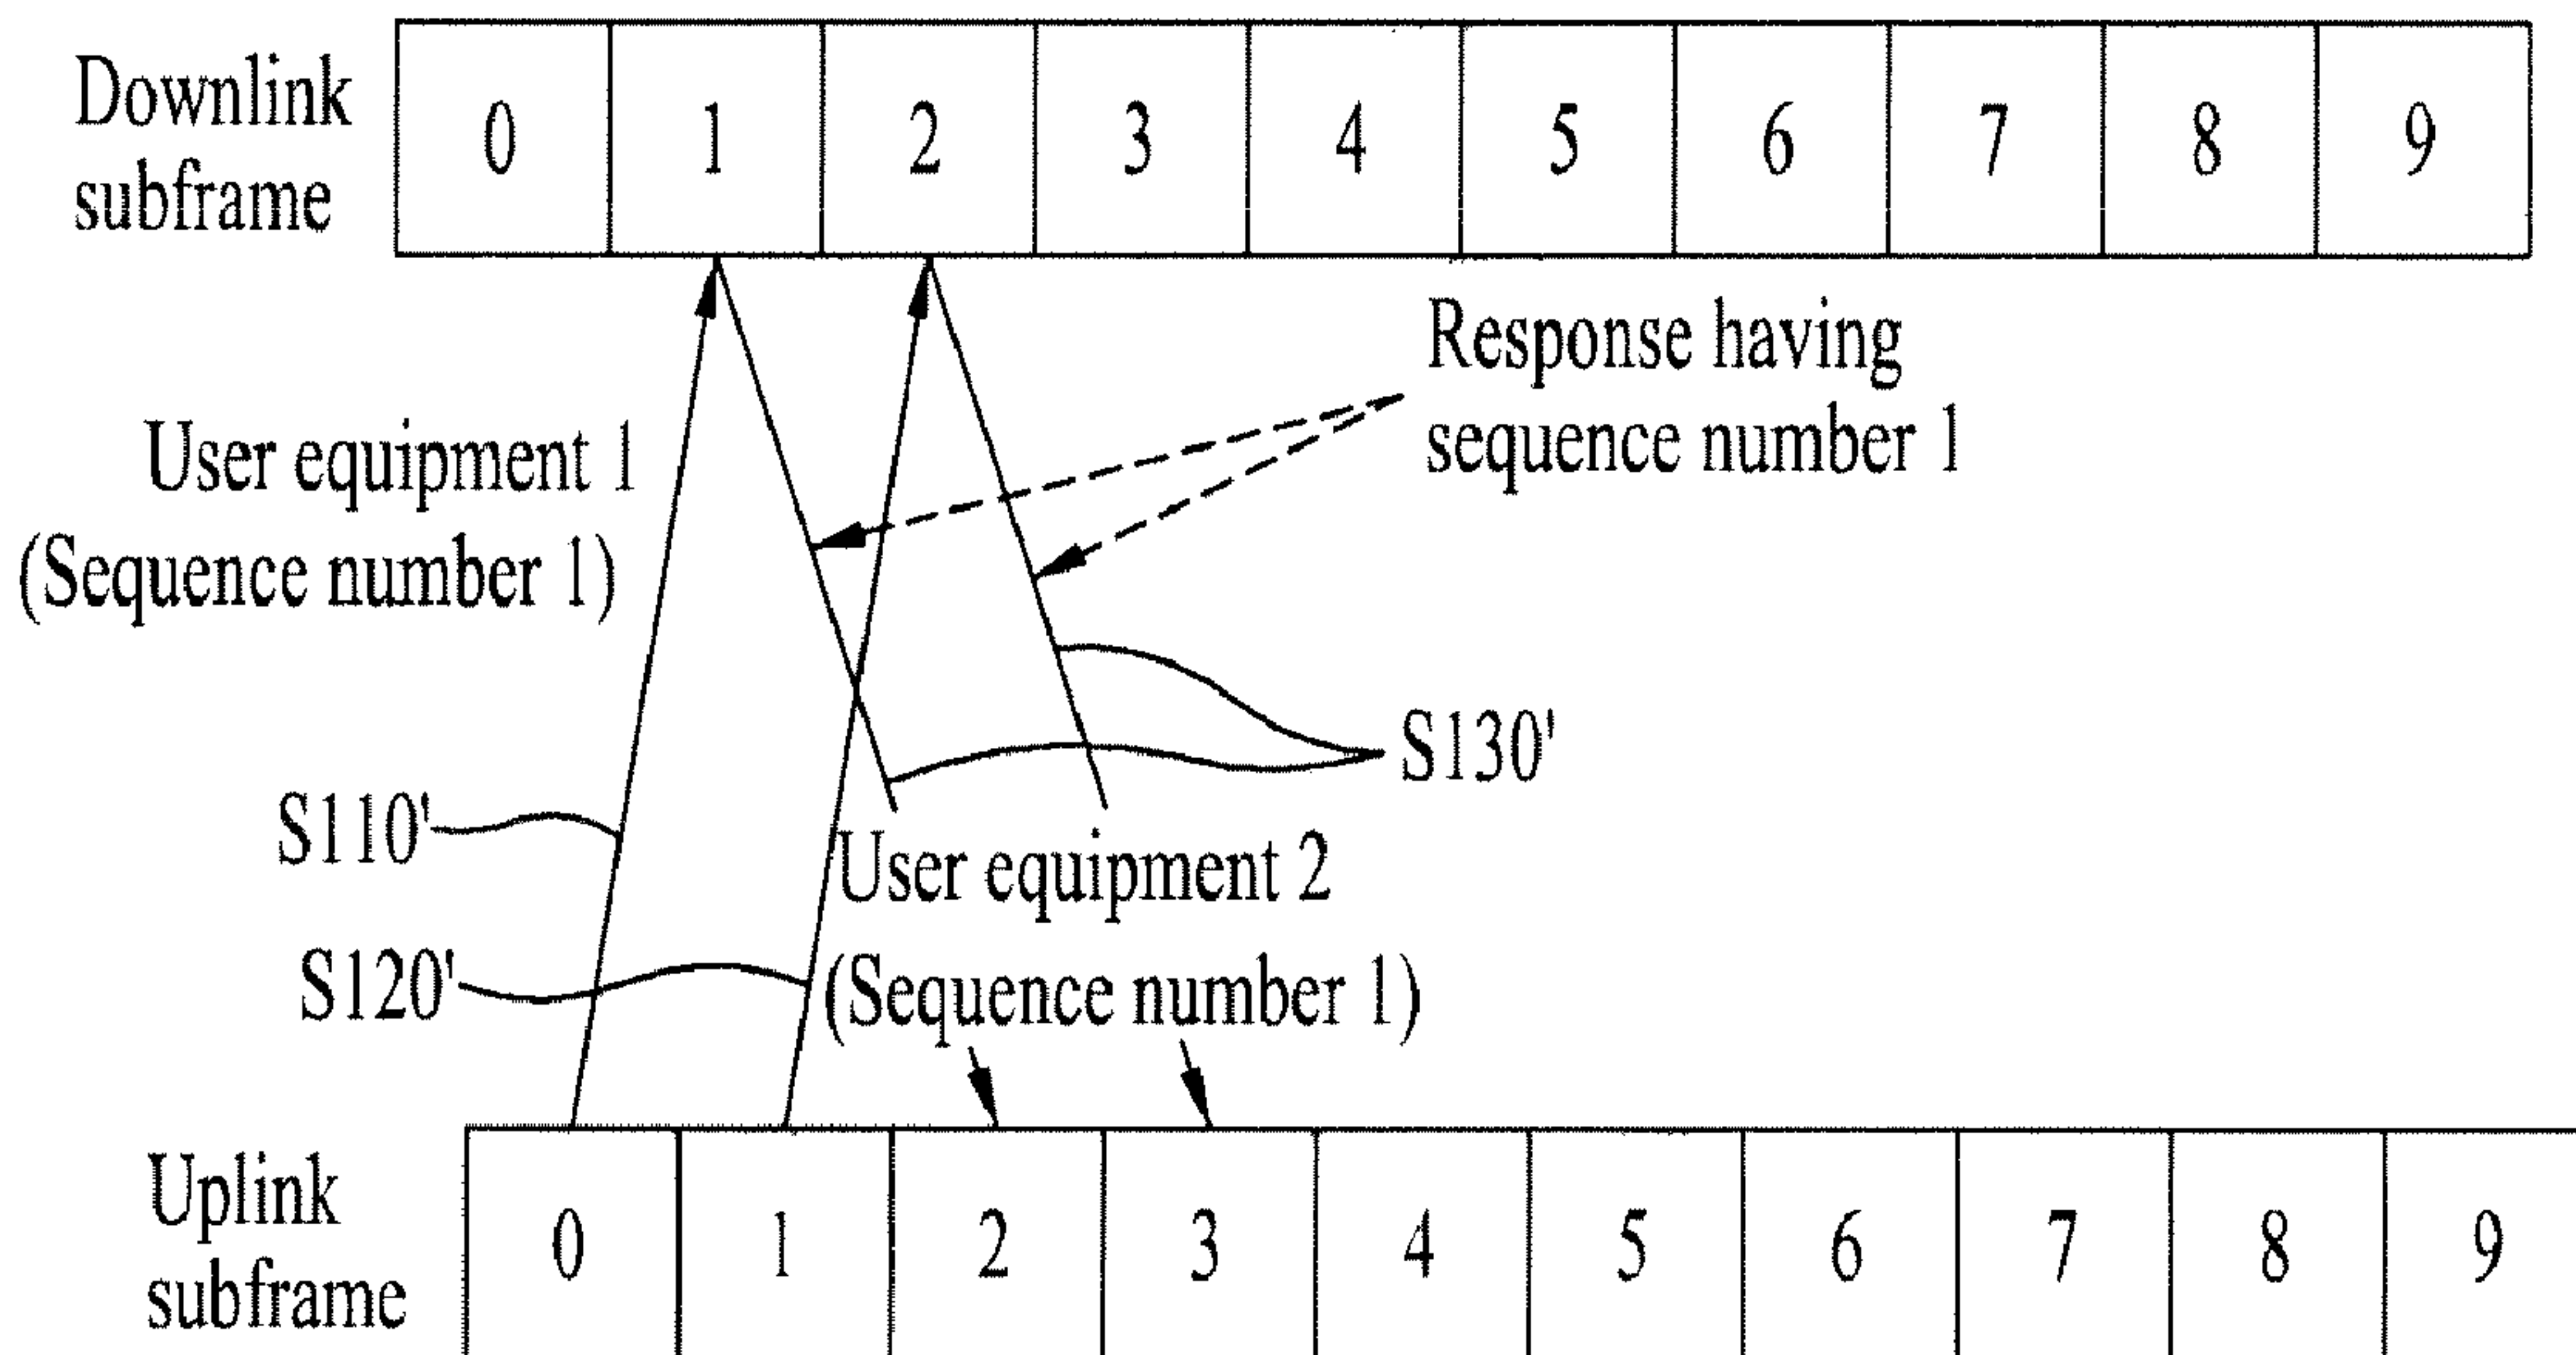 Downlink
subframe
0 1 2 3 4 5 6 7 8 9
Response having
sequence number 1
User equipment 1
(Sequence number 1)
S130'
S110'
User equipment 2
S120'
(Sequence number 1)
Uplink
subframe
0 1 2 3 4 5 6 7 8 9